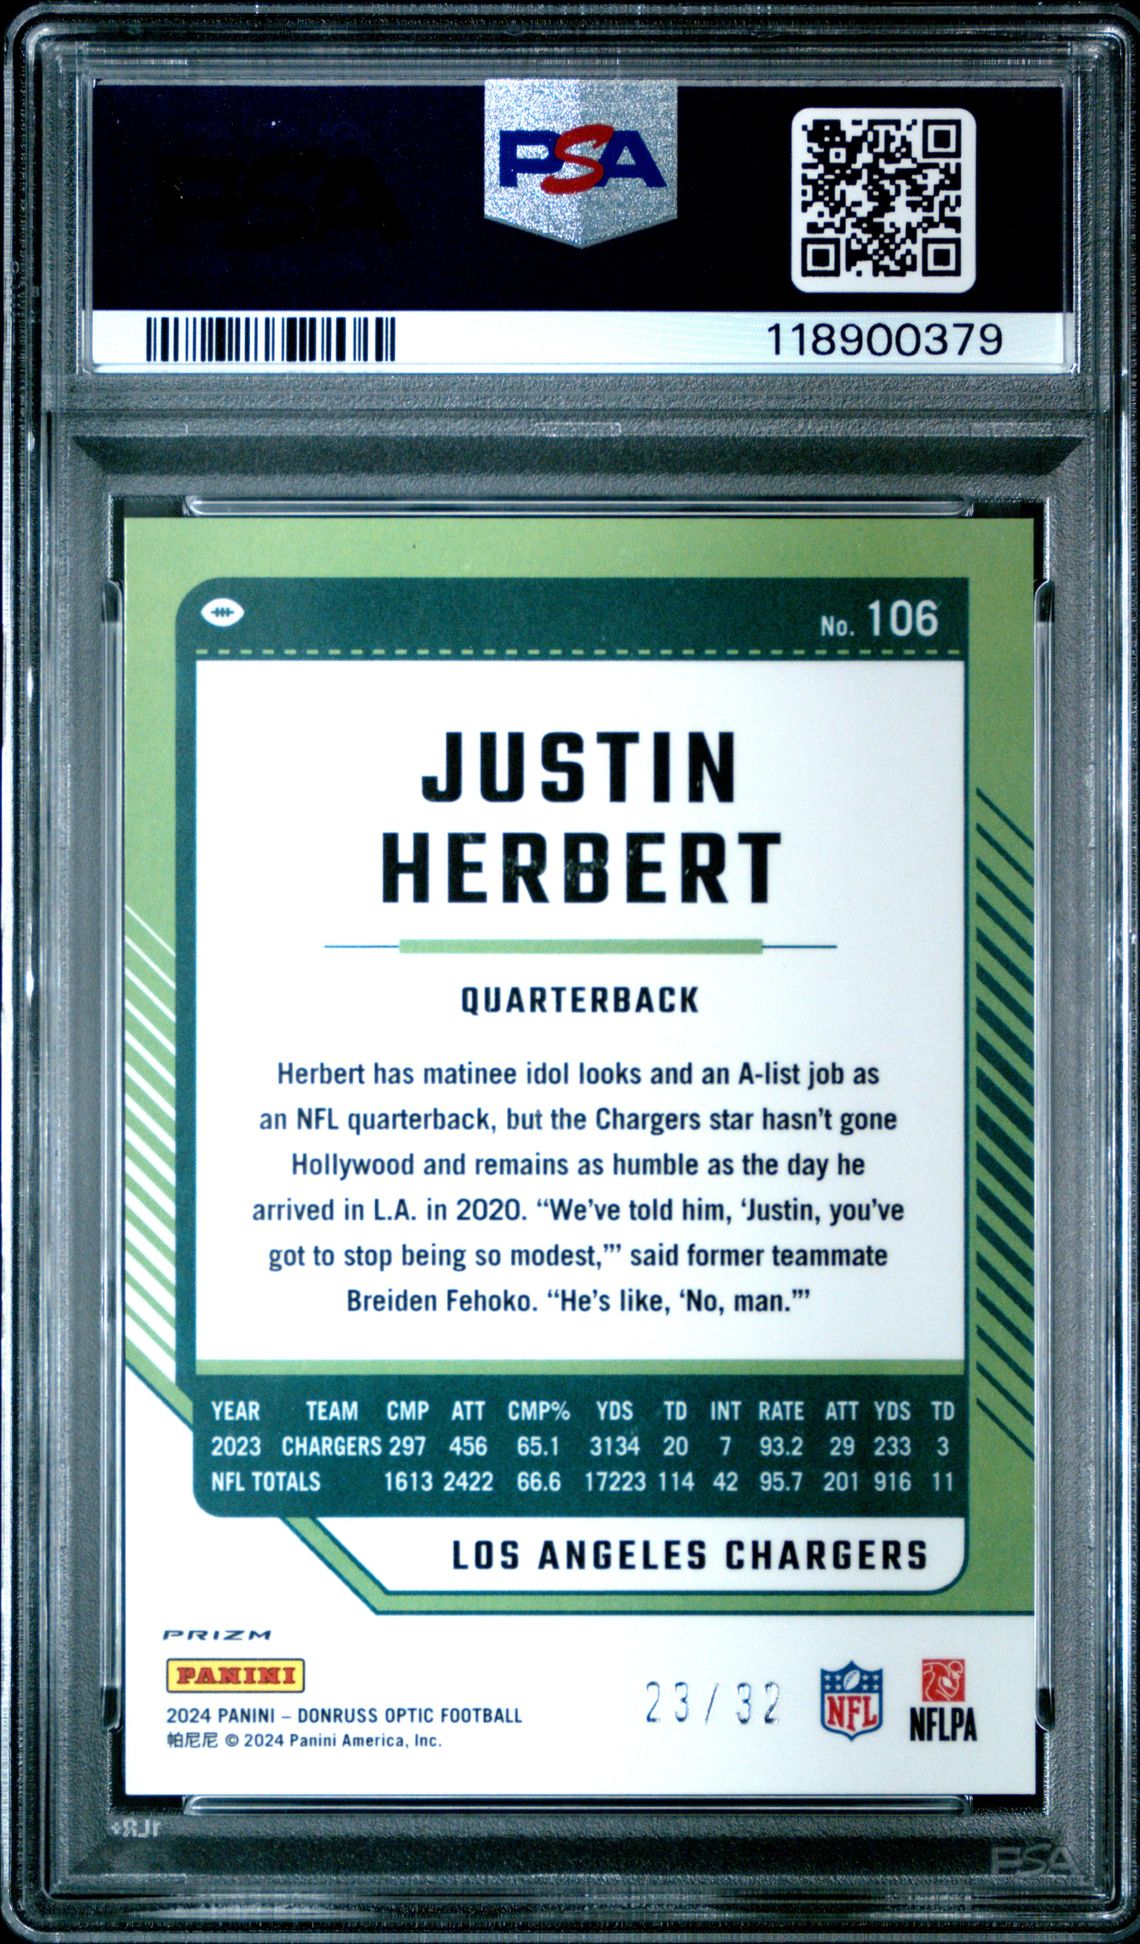 PSA
118900379
No. 106
JUSTIN
HERBERT
QUARTERBACK
Herbert has matinee idol looks and an A-list job as
an NFL quarterback, but the Chargers star hasn't gone
Hollywood and remains as humble as the day he
arrived in L.A. in 2020. “We've told him, ‘Justin, you've
got to stop being so modest,’” said former teammate
Breiden Fehoko. “He's like, ‘No, man.’”
YEAR TEAM CMP ATT CMP% YDS TD INT RATE ATT YDS TD
2023 CHARGERS 297 456 65.1 3134 20 7 93.2 29 233 3
NFL TOTALS 1613 2422 66.6 17223 114 42 95.7 201 916 11
LOS ANGELES CHARGERS
PRIZM
PANINI
2024 PANINI – DONRUSS OPTIC FOOTBALL
帕尼尼 © 2024 Panini America, Inc.
23/32
NFL
NFLPA
PSA